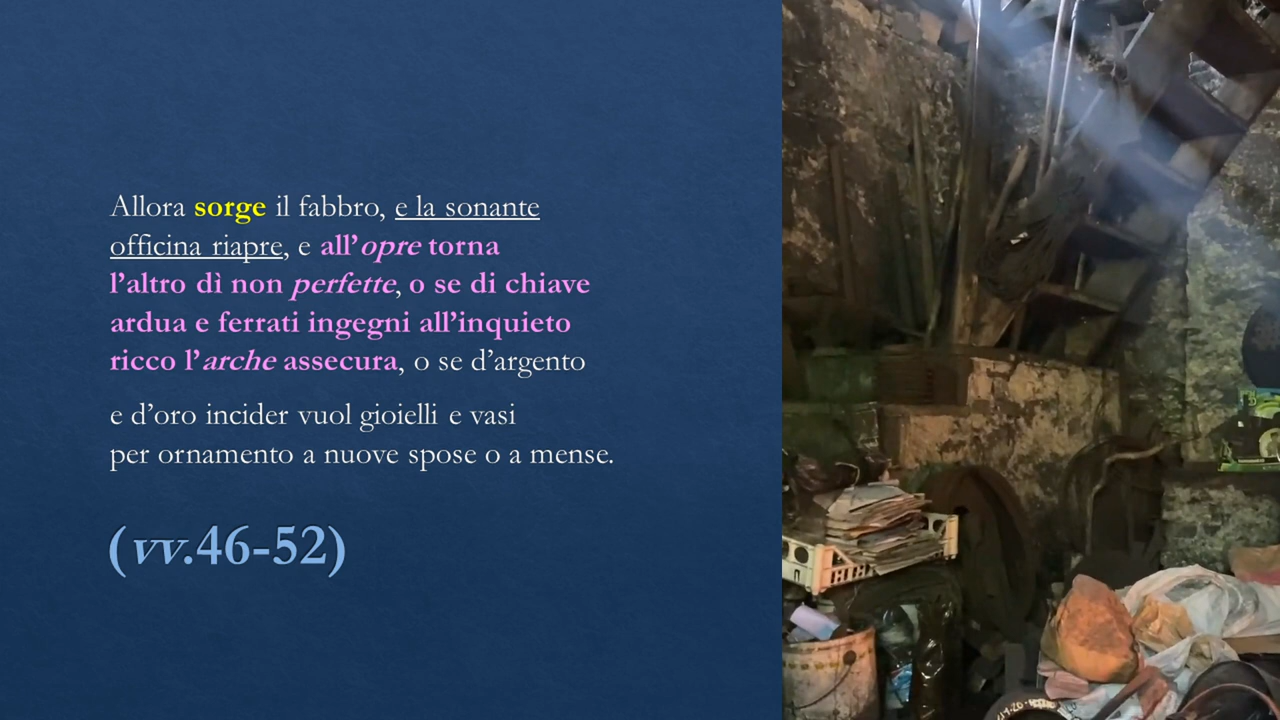 Allora sorge il fabbro, e la sonante
officina riapre, e all’opre torna
l’altro dì non perfette, o se di chiave
ardua e ferrati ingegni all’inquieto
ricco l’arche assecura, o se d’argento
e d’oro incider vuol gioielli e vasi
per ornamento a nuove spose o a mense.
(vv.46-52)